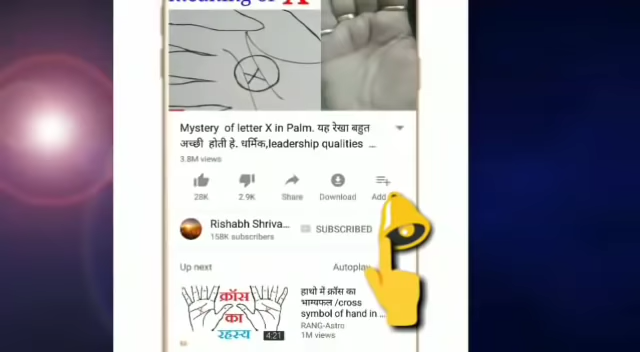 X
Mystery of letter X in Palm. यह रेखा बहुत
अच्छी होती हे. धर्मिक,leadership qualities ...
3.8M views
28K
2.9K
Share
Download
Add
Rishabh Shriva...
SUBSCRIBED
158K subscribers
Up next
Autoplay
क्रॉस
का
रहस्य
4:21
हाथो में क्रॉस का
भाग्यफल /cross
symbol of hand in ...
RANG-Astro
1M views